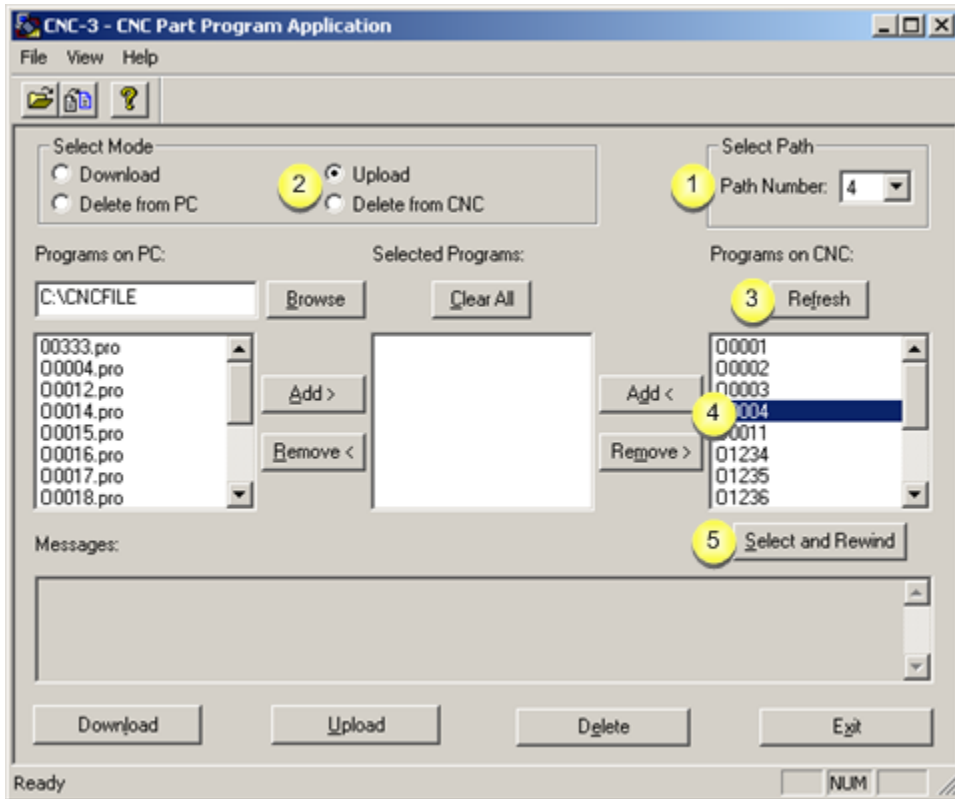 CNC-3 - CNC Part Program Application
File View Help
Select Mode
Select Path
Download
2
Upload
1
Path Number: 4
Delete from PC
Delete from CNC
Programs on PC:
Selected Programs:
Programs on CNC:
C:\CNCFILE
Browse
Clear All
3
Refresh
00333.pro
O0004.pro
O0012.pro
O0014.pro
O0015.pro
O0016.pro
O0017.pro
O0018.pro
Add >
Remove <
Add <
Remove >
O0001
O0002
O0003
4
0004
O0011
O1234
O1235
O1236
Messages:
5
Select and Rewind
Download
Upload
Delete
Exit
Ready
NUM